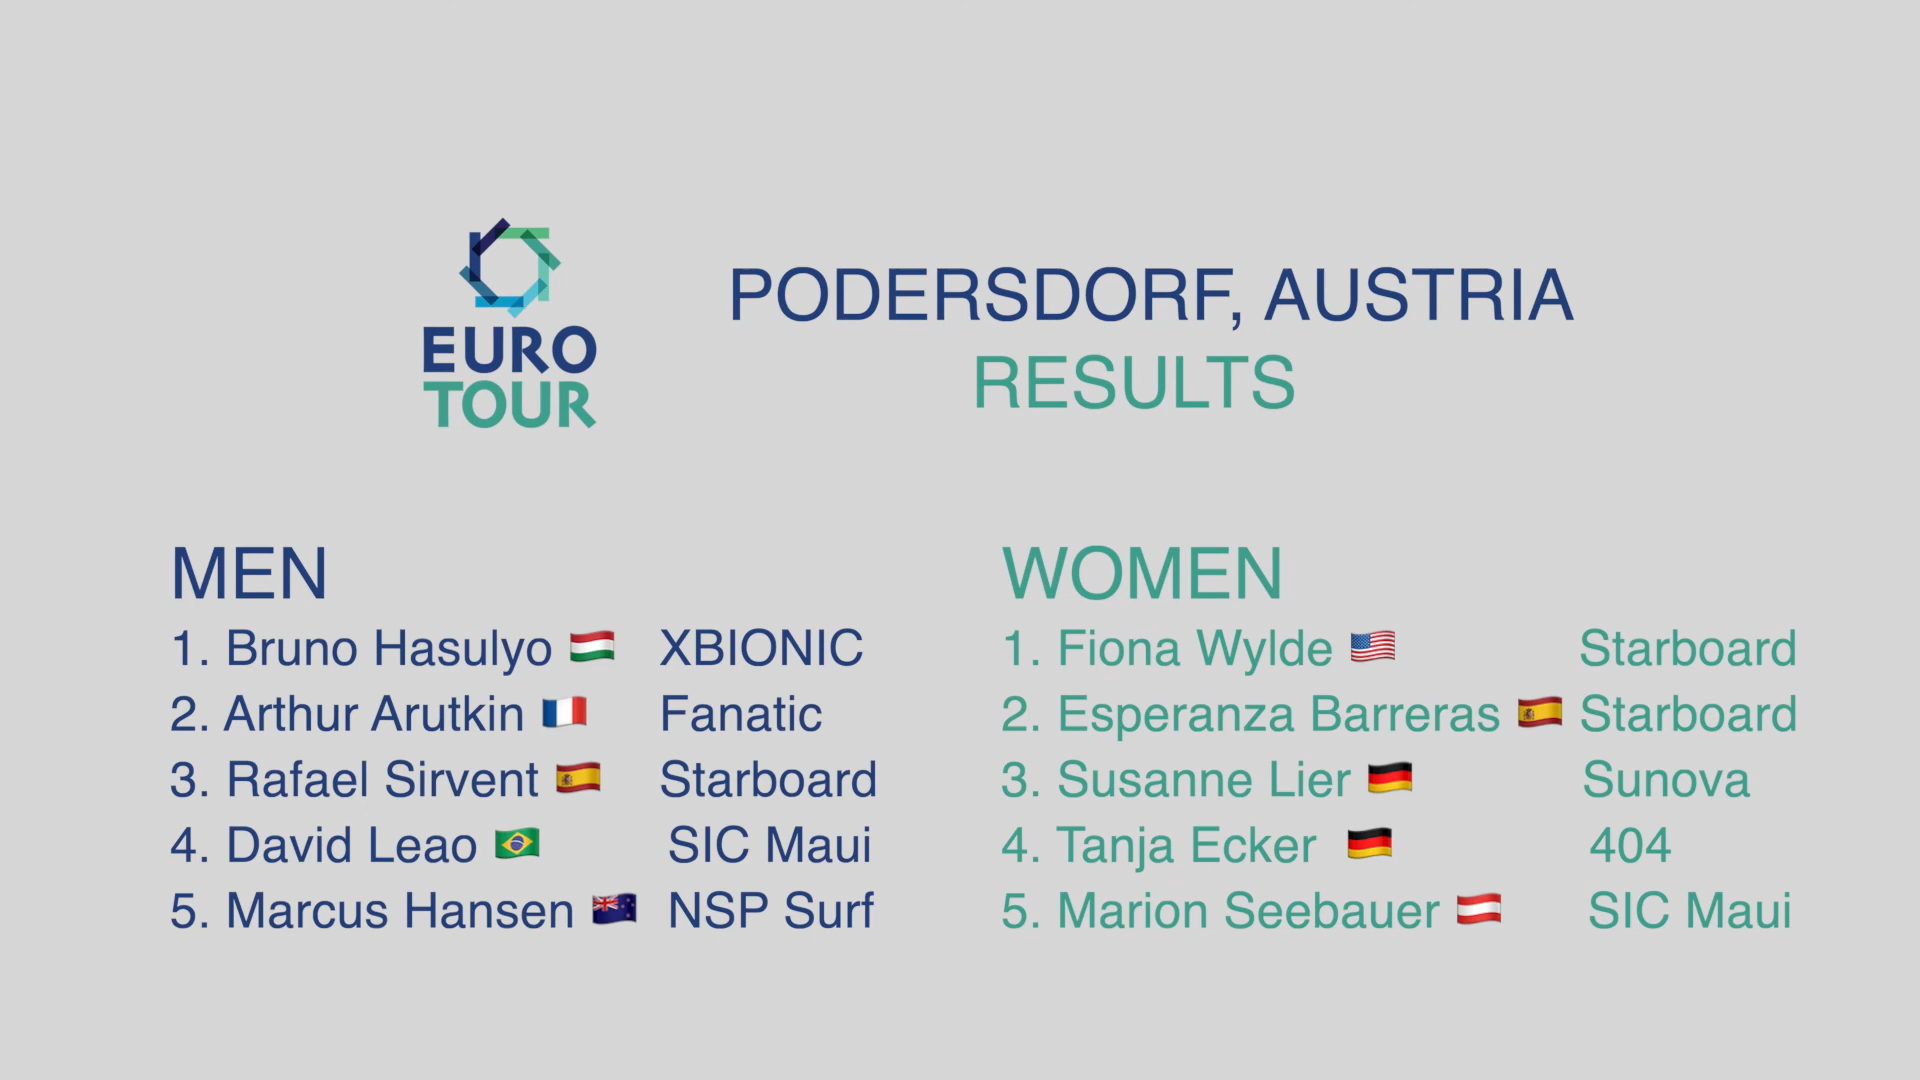 EURO
TOUR
PODERSDORF, AUSTRIA
RESULTS
MEN
1. Bruno Hasulyo 🇭🇺 XBIONIC
2. Arthur Arutkin 🇫🇷 Fanatic
3. Rafael Sirvent 🇪🇸 Starboard
4. David Leao 🇧🇷 SIC Maui
5. Marcus Hansen 🇳🇿 NSP Surf
WOMEN
1. Fiona Wylde 🇺🇸 Starboard
2. Esperanza Barreras 🇪🇸 Starboard
3. Susanne Lier 🇩🇪 Sunova
4. Tanja Ecker 🇩🇪 404
5. Marion Seebauer 🇦🇹 SIC Maui